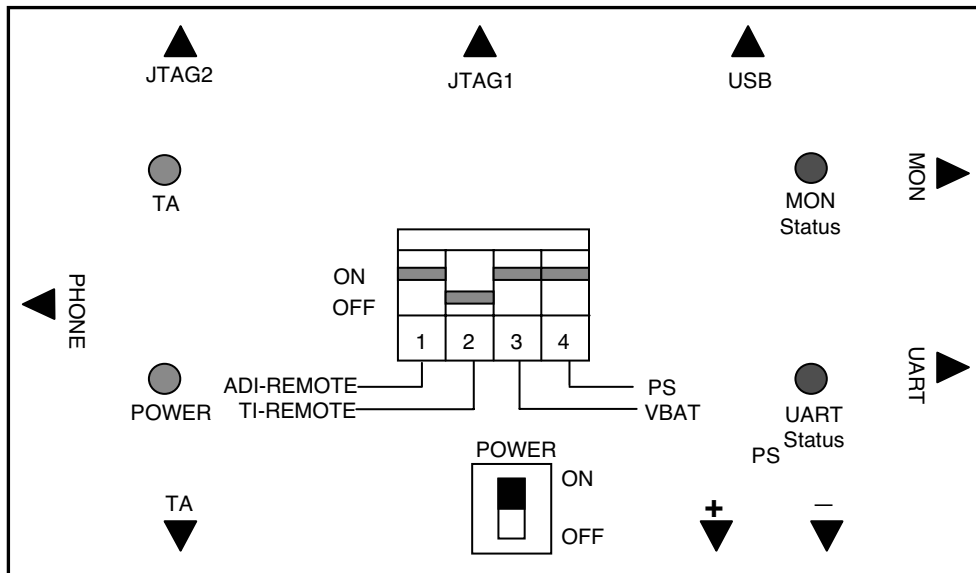 JTAG2
JTAG1
USB
TA
MON
Status
MON
ON
OFF
PHONE
1 2 3 4
ADI-REMOTE
TI-REMOTE
PS
VBAT
POWER
UART
Status
UART
POWER
ON
OFF
PS
TA
+
–